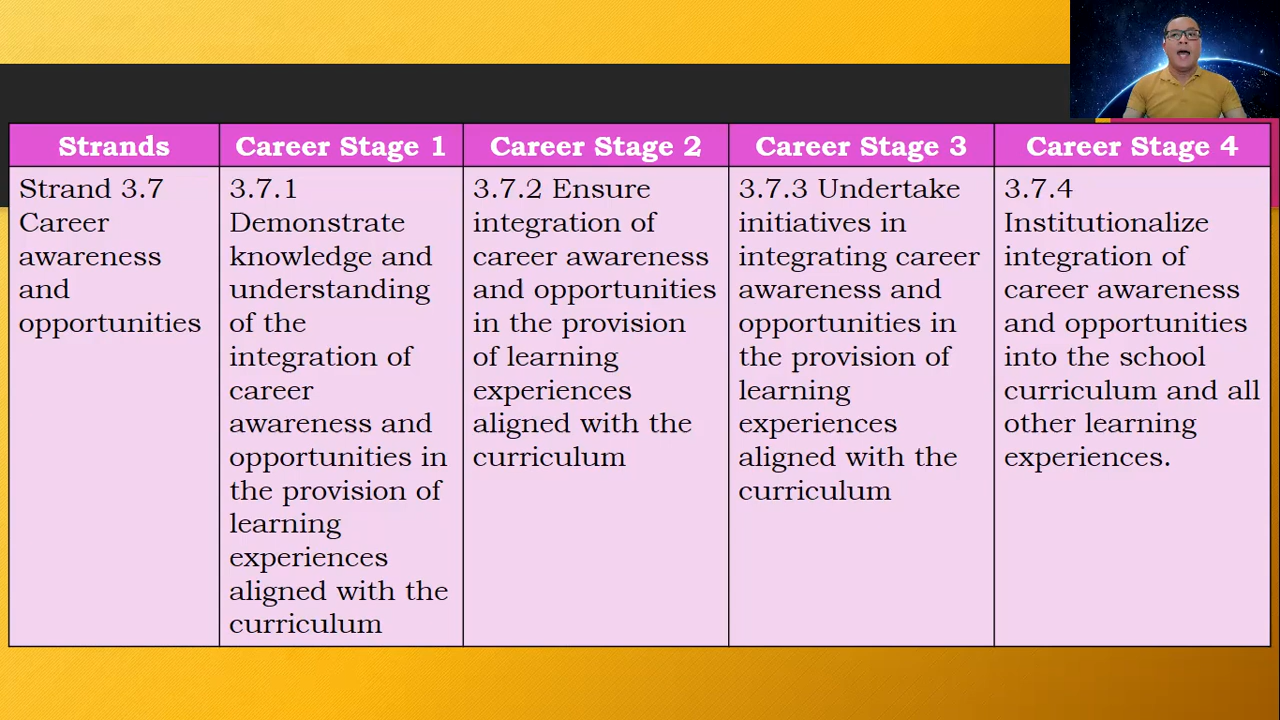 Strands
Career Stage 1
Career Stage 2
Career Stage 3
Career Stage 4
Strand 3.7
Career
awareness
and
opportunities
3.7.1
Demonstrate
knowledge and
understanding
of the
integration of
career
awareness and
opportunities in
the provision of
learning
experiences
aligned with the
curriculum
3.7.2 Ensure
integration of
career awareness
and opportunities
in the provision
of learning
experiences
aligned with the
curriculum
3.7.3 Undertake
initiatives in
integrating career
awareness and
opportunities in
the provision of
learning
experiences
aligned with the
curriculum
3.7.4
Institutionalize
integration of
career awareness
and opportunities
into the school
curriculum and all
other learning
experiences.